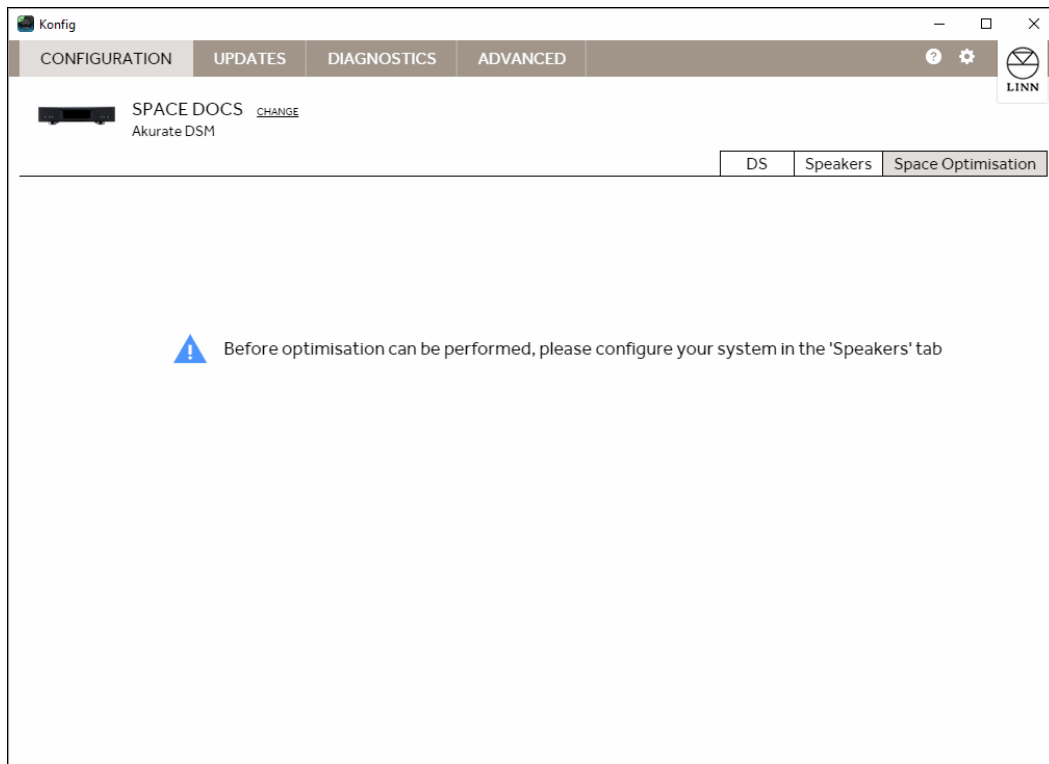 Konfig
CONFIGURATION UPDATES DIAGNOSTICS ADVANCED
LINN
SPACE DOCS CHANGE
Akurate DSM
DS Speakers Space Optimisation
Before optimisation can be performed, please configure your system in the 'Speakers' tab